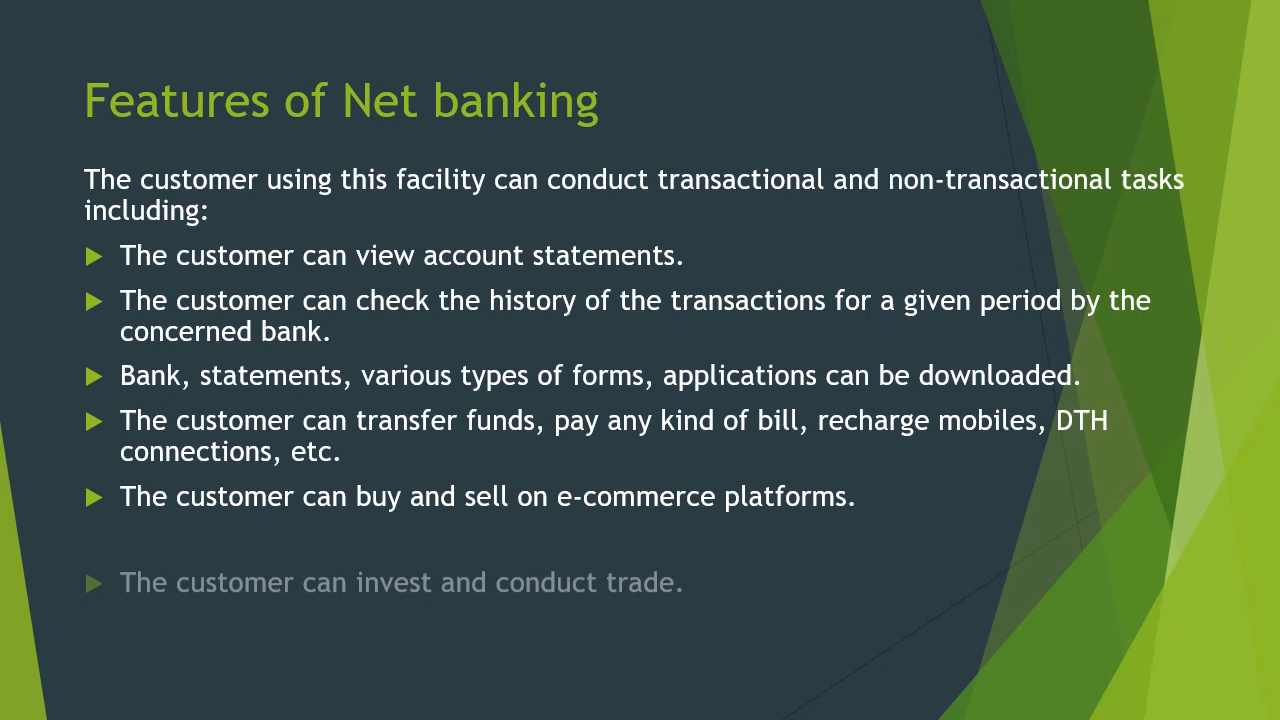 Features of Net banking
The customer using this facility can conduct transactional and non-transactional tasks
including:
The customer can view account statements.
The customer can check the history of the transactions for a given period by the
concerned bank.
Bank, statements, various types of forms, applications can be downloaded.
The customer can transfer funds, pay any kind of bill, recharge mobiles, DTH
connections, etc.
The customer can buy and sell on e-commerce platforms.
The customer can invest and conduct trade.